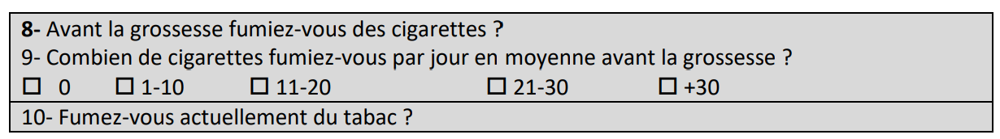 8- Avant la grossesse fumiez-vous des cigarettes ?
9- Combien de cigarettes fumiez-vous par jour en moyenne avant la grossesse ?
☐ 0 ☐ 1-10 ☐ 11-20 ☐ 21-30 ☐ +30
10- Fumez-vous actuellement du tabac ?